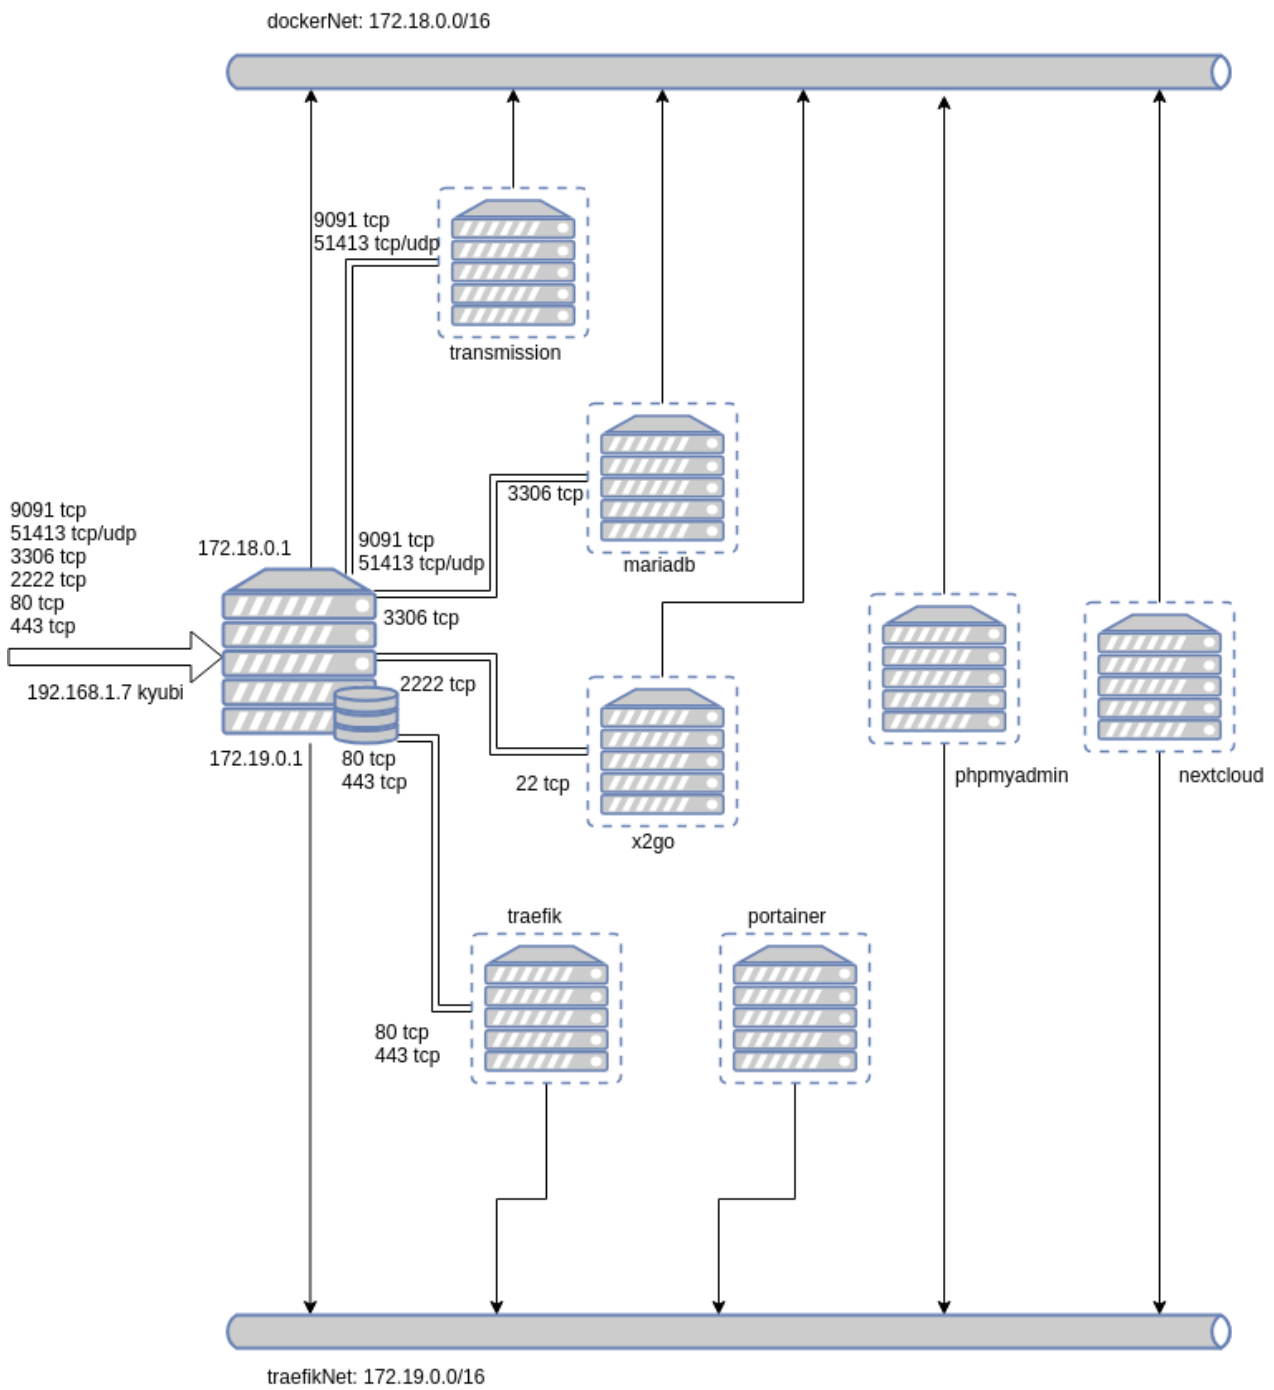 dockerNet: 172.18.0.0/16
9091 tcp
51413 tcp/udp
transmission
3306 tcp
mariadb
9091 tcp
51413 tcp/udp
3306 tcp
2222 tcp
80 tcp
443 tcp
192.168.1.7 kyubi
172.18.0.1
9091 tcp
51413 tcp/udp
3306 tcp
2222 tcp
172.19.0.1
80 tcp
443 tcp
22 tcp
x2go
phpmyadmin
nextcloud
traefik
portainer
80 tcp
443 tcp
traefikNet: 172.19.0.0/16